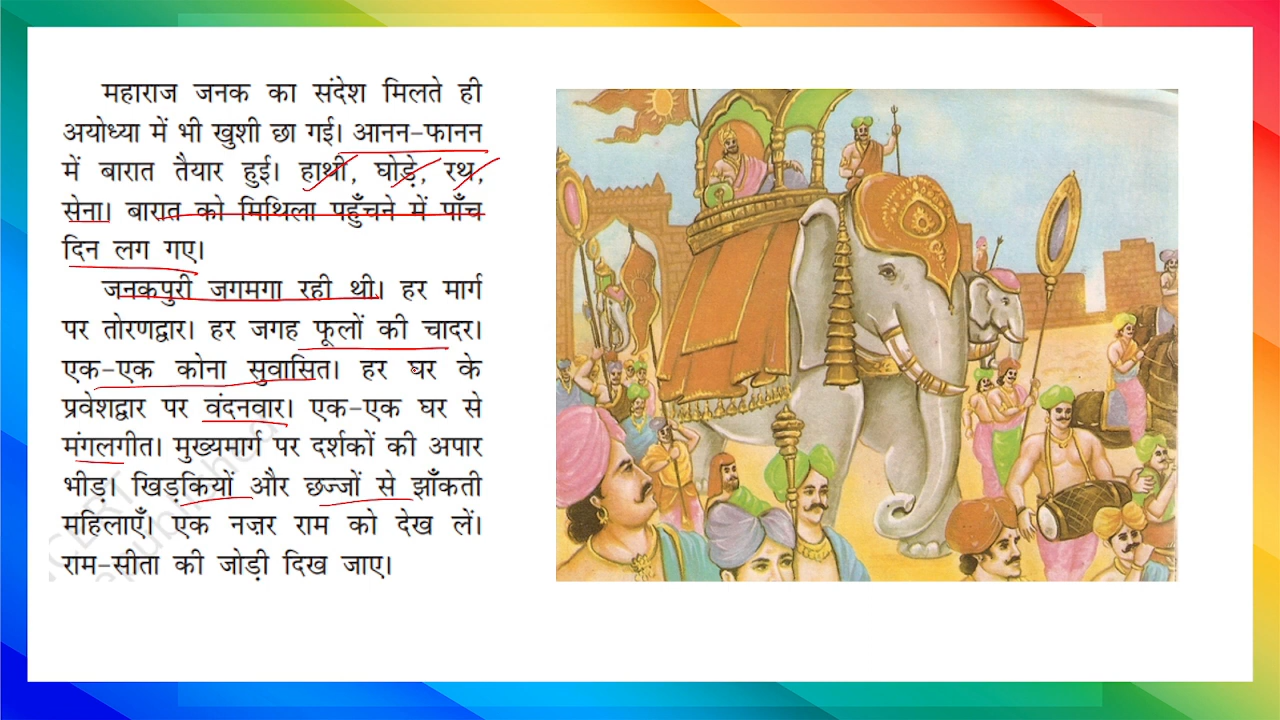 महाराज जनक का संदेश मिलते ही
अयोध्या में भी खुशी छा गई। आनन-फानन
में बारात तैयार हुई। हाथी, घोड़े, रथ,
सेना। बारात को मिथिला पहुँचने में पाँच
दिन लग गए।
जनकपुरी जगमगा रही थी। हर मार्ग
पर तोरणद्वार। हर जगह फूलों की चादर।
एक-एक कोना सुवासित। हर घर के
प्रवेशद्वार पर वंदनवार। एक-एक घर से
मंगलगीत। मुख्यमार्ग पर दर्शकों की अपार
भीड़। खिड़कियों और छज्जों से झाँकती
महिलाएँ। एक नज़र राम को देख लें।
राम-सीता की जोड़ी दिख जाए।